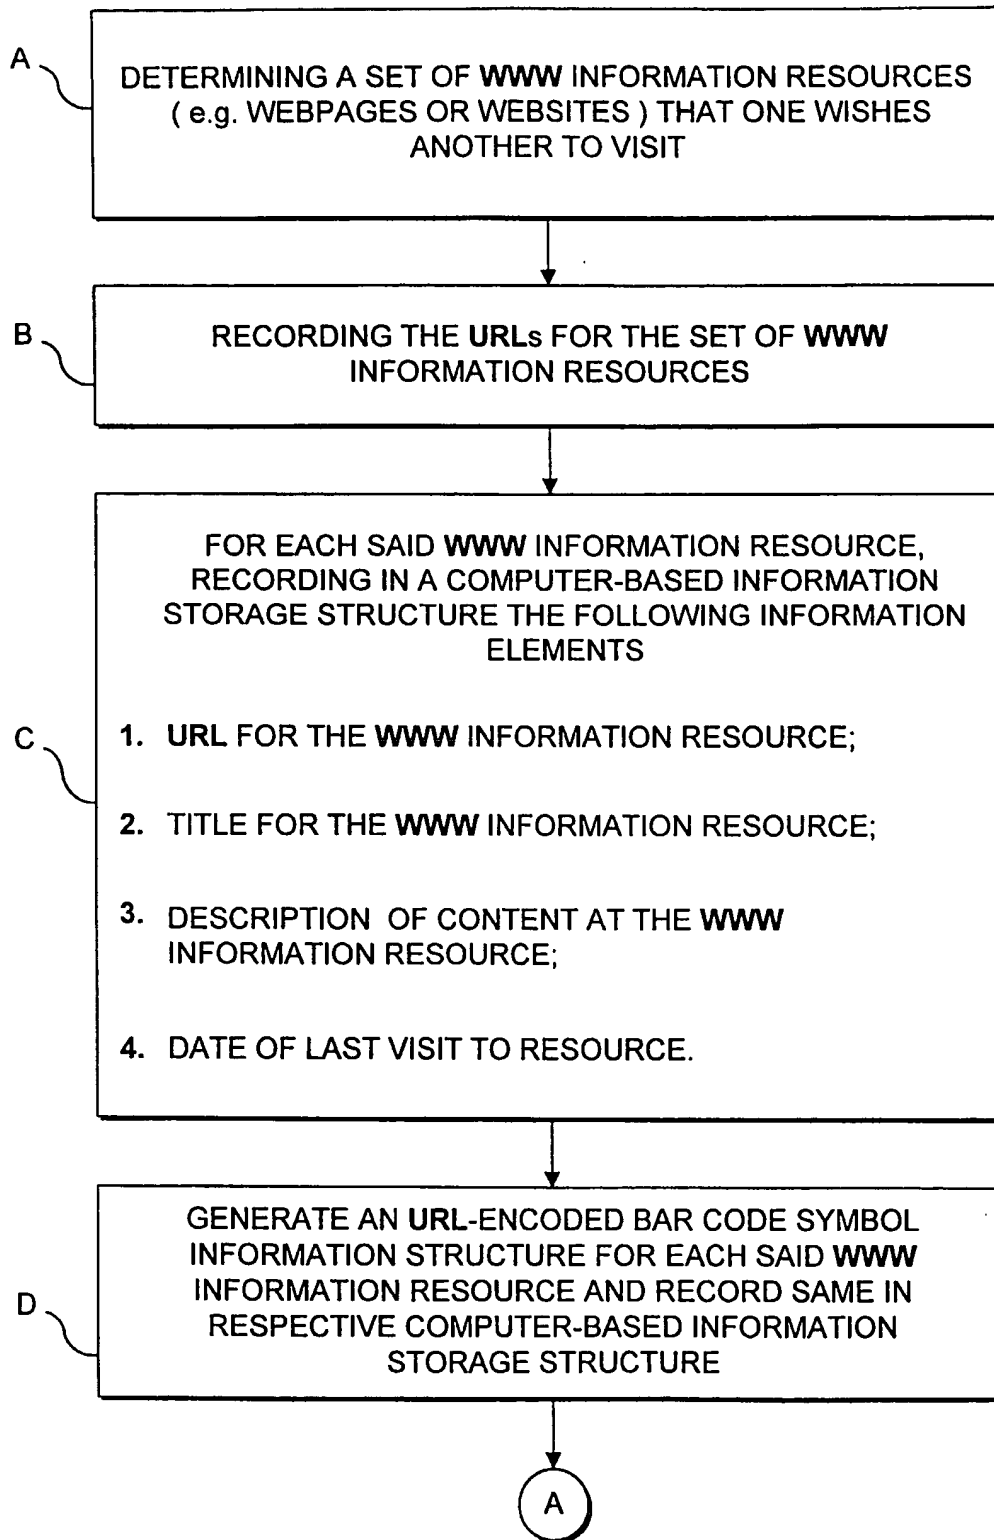 A
DETERMINING A SET OF WWW INFORMATION RESOURCES
( e.g. WEBPAGES OR WEBSITES ) THAT ONE WISHES
ANOTHER TO VISIT
B
RECORDING THE URLs FOR THE SET OF WWW
INFORMATION RESOURCES
FOR EACH SAID WWW INFORMATION RESOURCE,
RECORDING IN A COMPUTER-BASED INFORMATION
STORAGE STRUCTURE THE FOLLOWING INFORMATION
ELEMENTS
C
1. URL FOR THE WWW INFORMATION RESOURCE;
2. TITLE FOR THE WWW INFORMATION RESOURCE;
3. DESCRIPTION OF CONTENT AT THE WWW
INFORMATION RESOURCE;
4. DATE OF LAST VISIT TO RESOURCE.
D
GENERATE AN URL-ENCODED BAR CODE SYMBOL
INFORMATION STRUCTURE FOR EACH SAID WWW
INFORMATION RESOURCE AND RECORD SAME IN
RESPECTIVE COMPUTER-BASED INFORMATION
STORAGE STRUCTURE
A